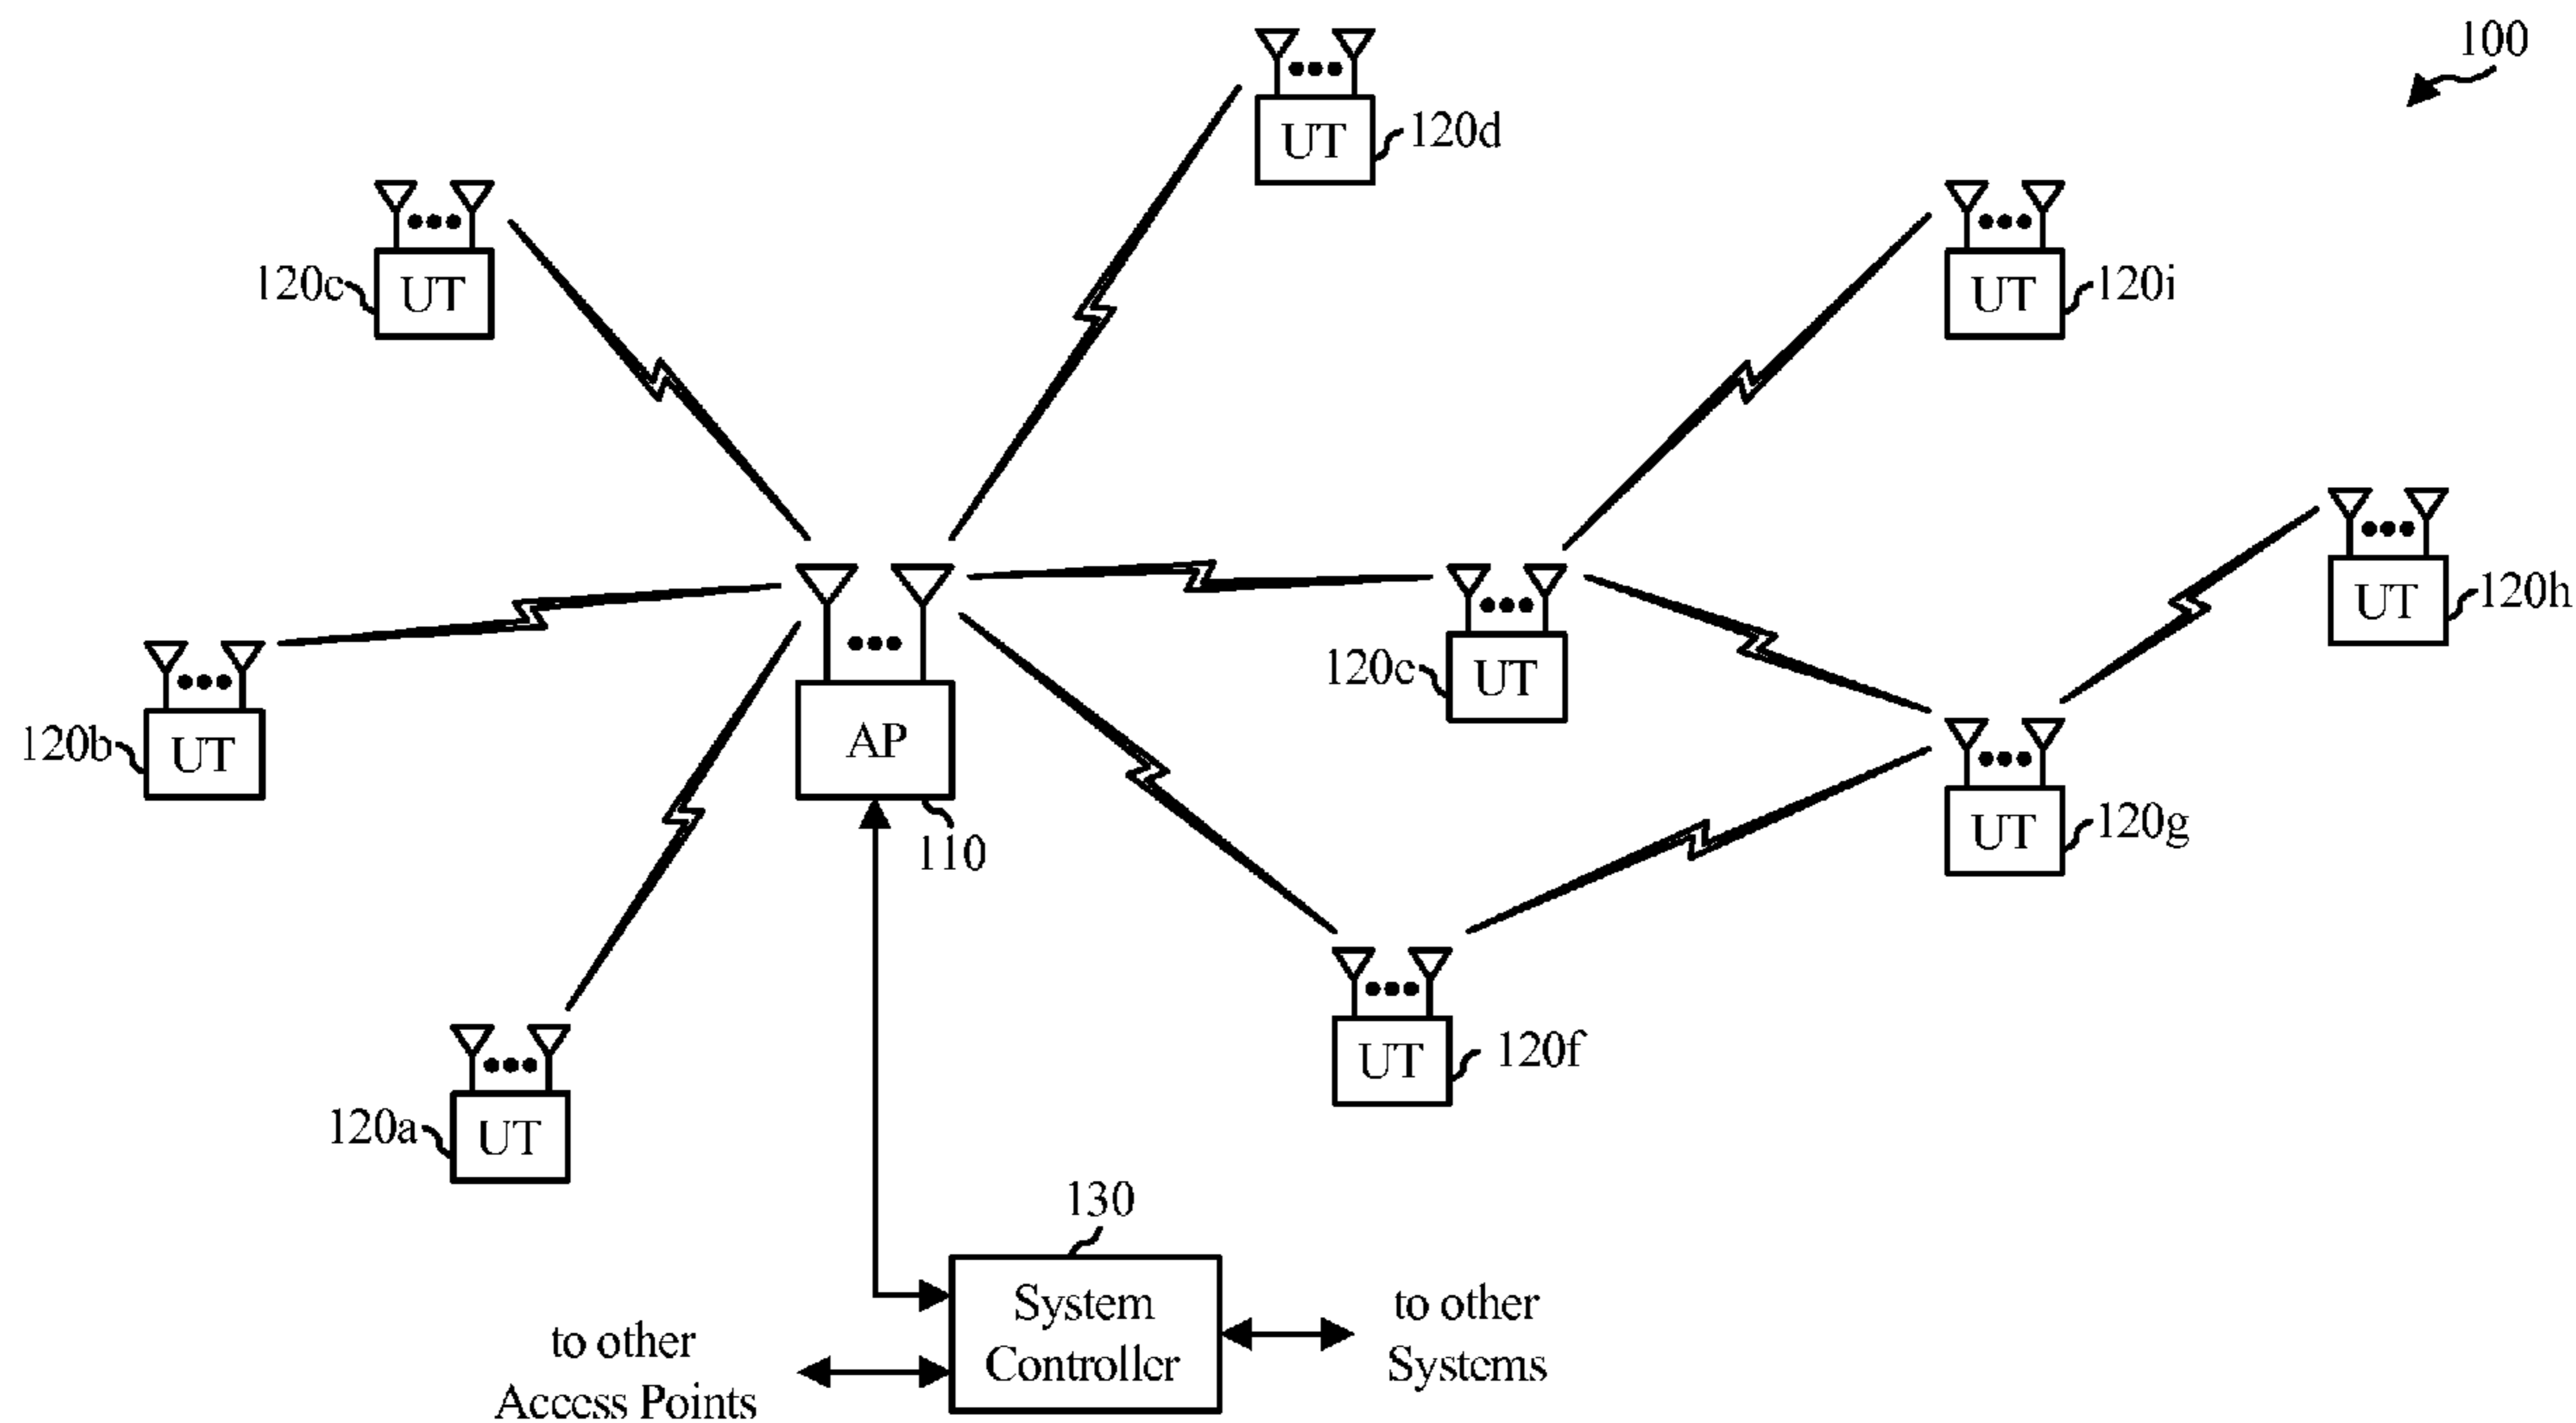 100
UT
120d
120c
UT
UT
120i
UT
120h
120e
UT
120b
UT
AP
110
UT
120g
UT
120f
120a
UT
130
System
Controller
to other
Systems
to other
Access Points